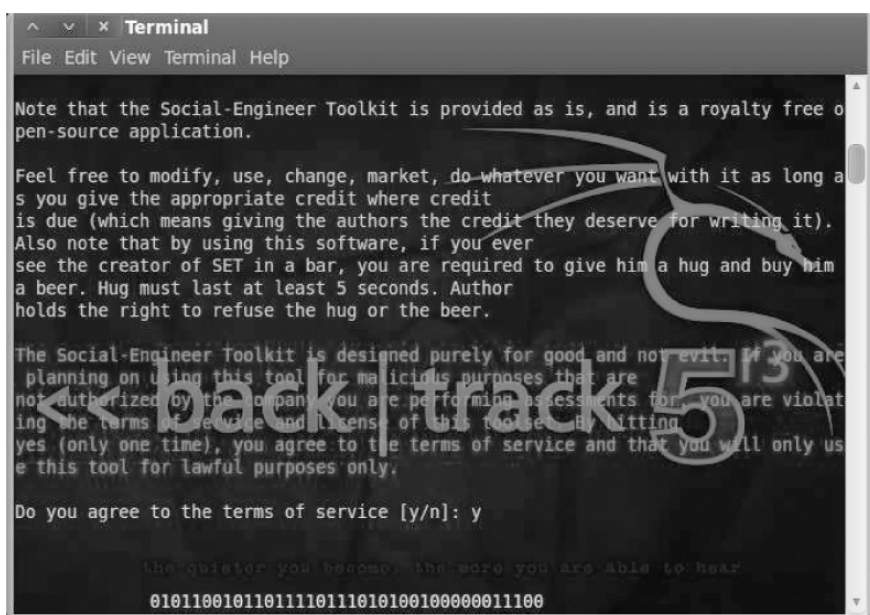 Terminal
File Edit View Terminal Help
Note that the Social-Engineer Toolkit is provided as is, and is a royalty free o
pen-source application.
Feel free to modify, use, change, market, do whatever you want with it as long a
s you give the appropriate credit where credit
is due (which means giving the authors the credit they deserve for writing it).
Also note that by using this software, if you ever
see the creator of SET in a bar, you are required to give him a hug and buy him
a beer. Hug must last at least 5 seconds. Author
holds the right to refuse the hug or the beer.
The Social-Engineer Toolkit is designed purely for good and not evil. If you are
planning on using this tool for malicious purposes that are
not authorized by the company you are performing assessments for, you are violat
ing the terms of service and license of this toolset. By hitting
yes (only one time), you agree to the terms of service and that you will only us
e this tool for lawful purposes only.
<< back | track 5 r3
Do you agree to the terms of service [y/n]: y
the quieter you become, the more you are able to hear
010110010110111101110101001000000011100